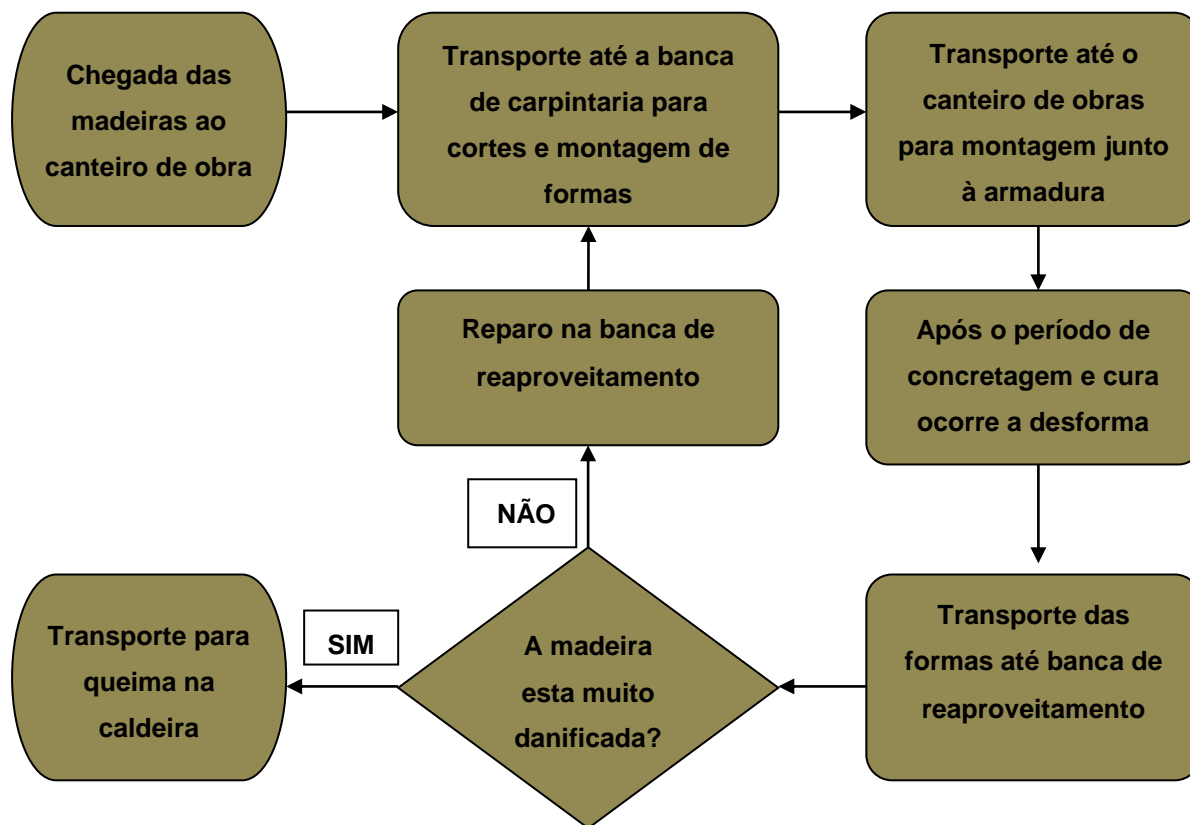 Chegada das
madeiras ao
canteiro de obra
Transporte até a banca
de carpintaria para
cortes e montagem de
formas
Transporte até o
canteiro de obras
para montagem junto
à armadura
Após o período de
concretagem e cura
ocorre a desforma
Transporte das
formas até banca de
reaproveitamento
A madeira
esta muito
danificada?
NÃO
Reparo na banca de
reaproveitamento
SIM
Transporte para
queima na
caldeira